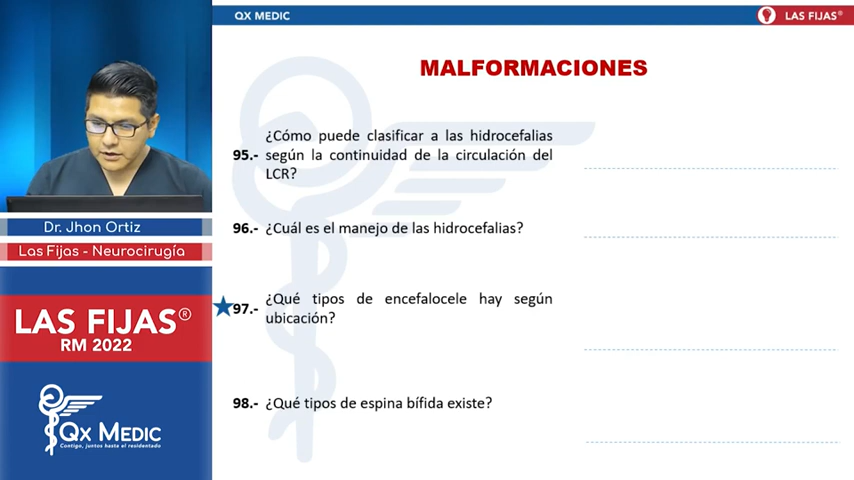 QX MEDIC
LAS FIJAS®
MALFORMACIONES
95.- ¿Cómo puede clasificar a las hidrocefalias
según la continuidad de la circulación del
LCR?
96.- ¿Cuál es el manejo de las hidrocefalias?
97.- ¿Qué tipos de encefalocele hay según
ubicación?
98.- ¿Qué tipos de espina bífida existe?
Dr. Jhon Ortiz
Las Fijas - Neurocirugía
LAS FIJAS®
RM 2022
QX MEDIC
Contigo, juntos hasta el residentado